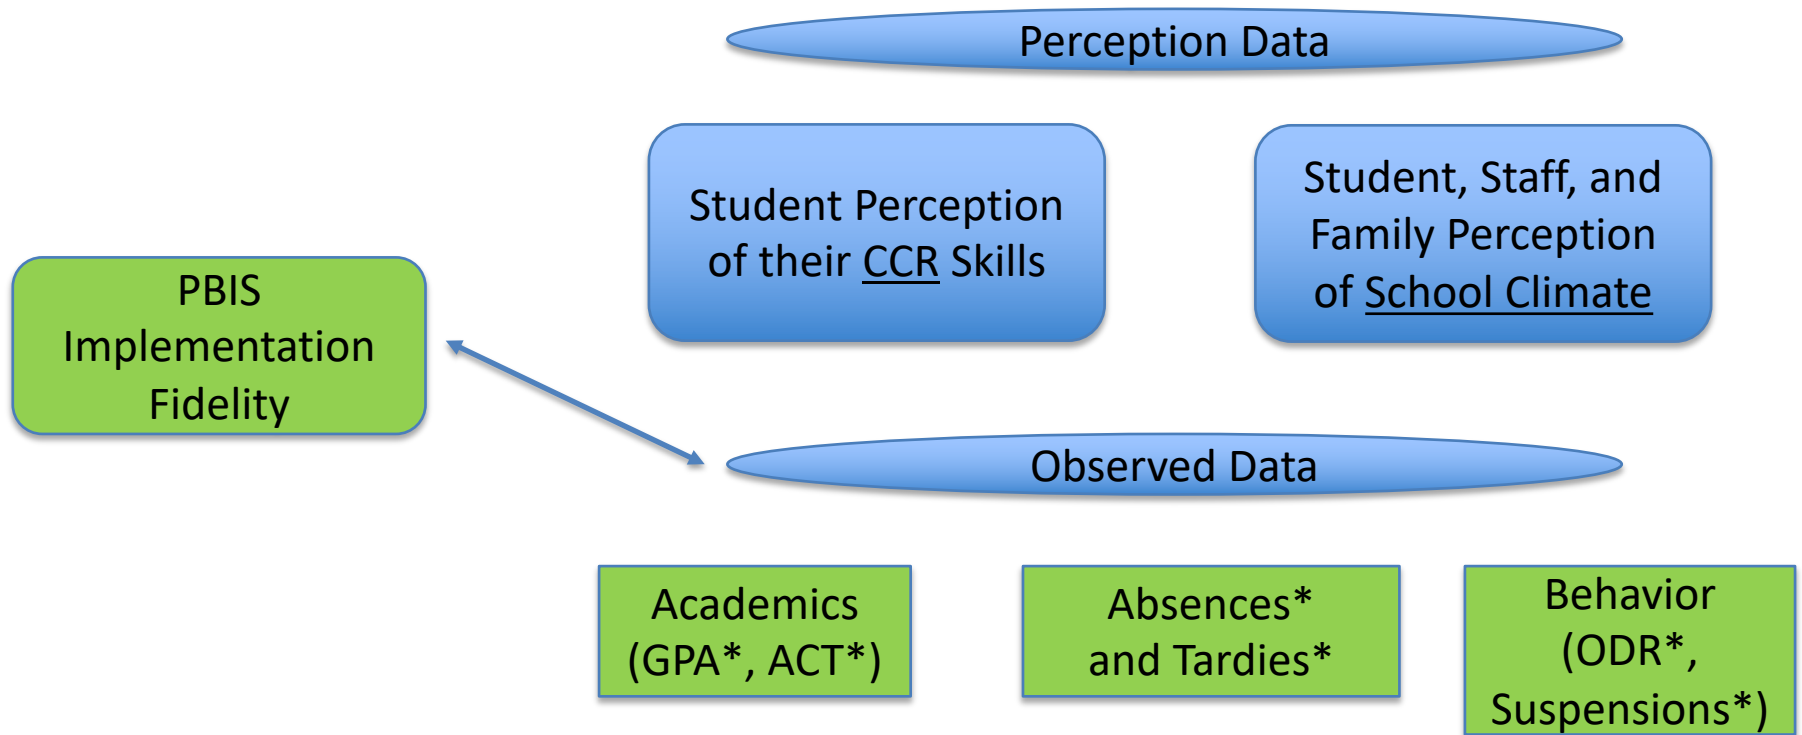 Perception Data
Student Perception
of their CCR Skills
Student, Staff, and
Family Perception
of School Climate
PBIS
Implementation
Fidelity
Observed Data
Academics
(GPA*, ACT*)
Absences*
and Tardies*
Behavior
(ODR*,
Suspensions*)